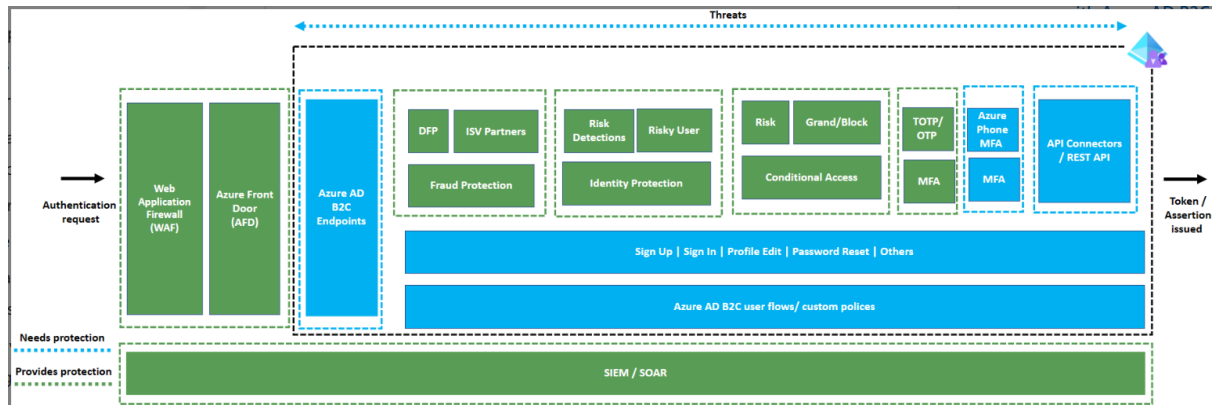 Threats
Authentication
request
Web
Application
Firewall
(WAF)
Azure Front
Door
(AFD)
Azure AD
B2C
Endpoints
DFP
ISV Partners
Fraud Protection
Risk
Detections
Risky User
Identity Protection
Risk
Grand/Block
Conditional Access
TOTP/
OTP
MFA
Azure
Phone
MFA
MFA
API Connectors
/ REST API
Token /
Assertion
issued
Sign Up | Sign In | Profile Edit | Password Reset | Others
Azure AD B2C user flows/ custom polices
Needs protection
Provides protection
SIEM / SOAR